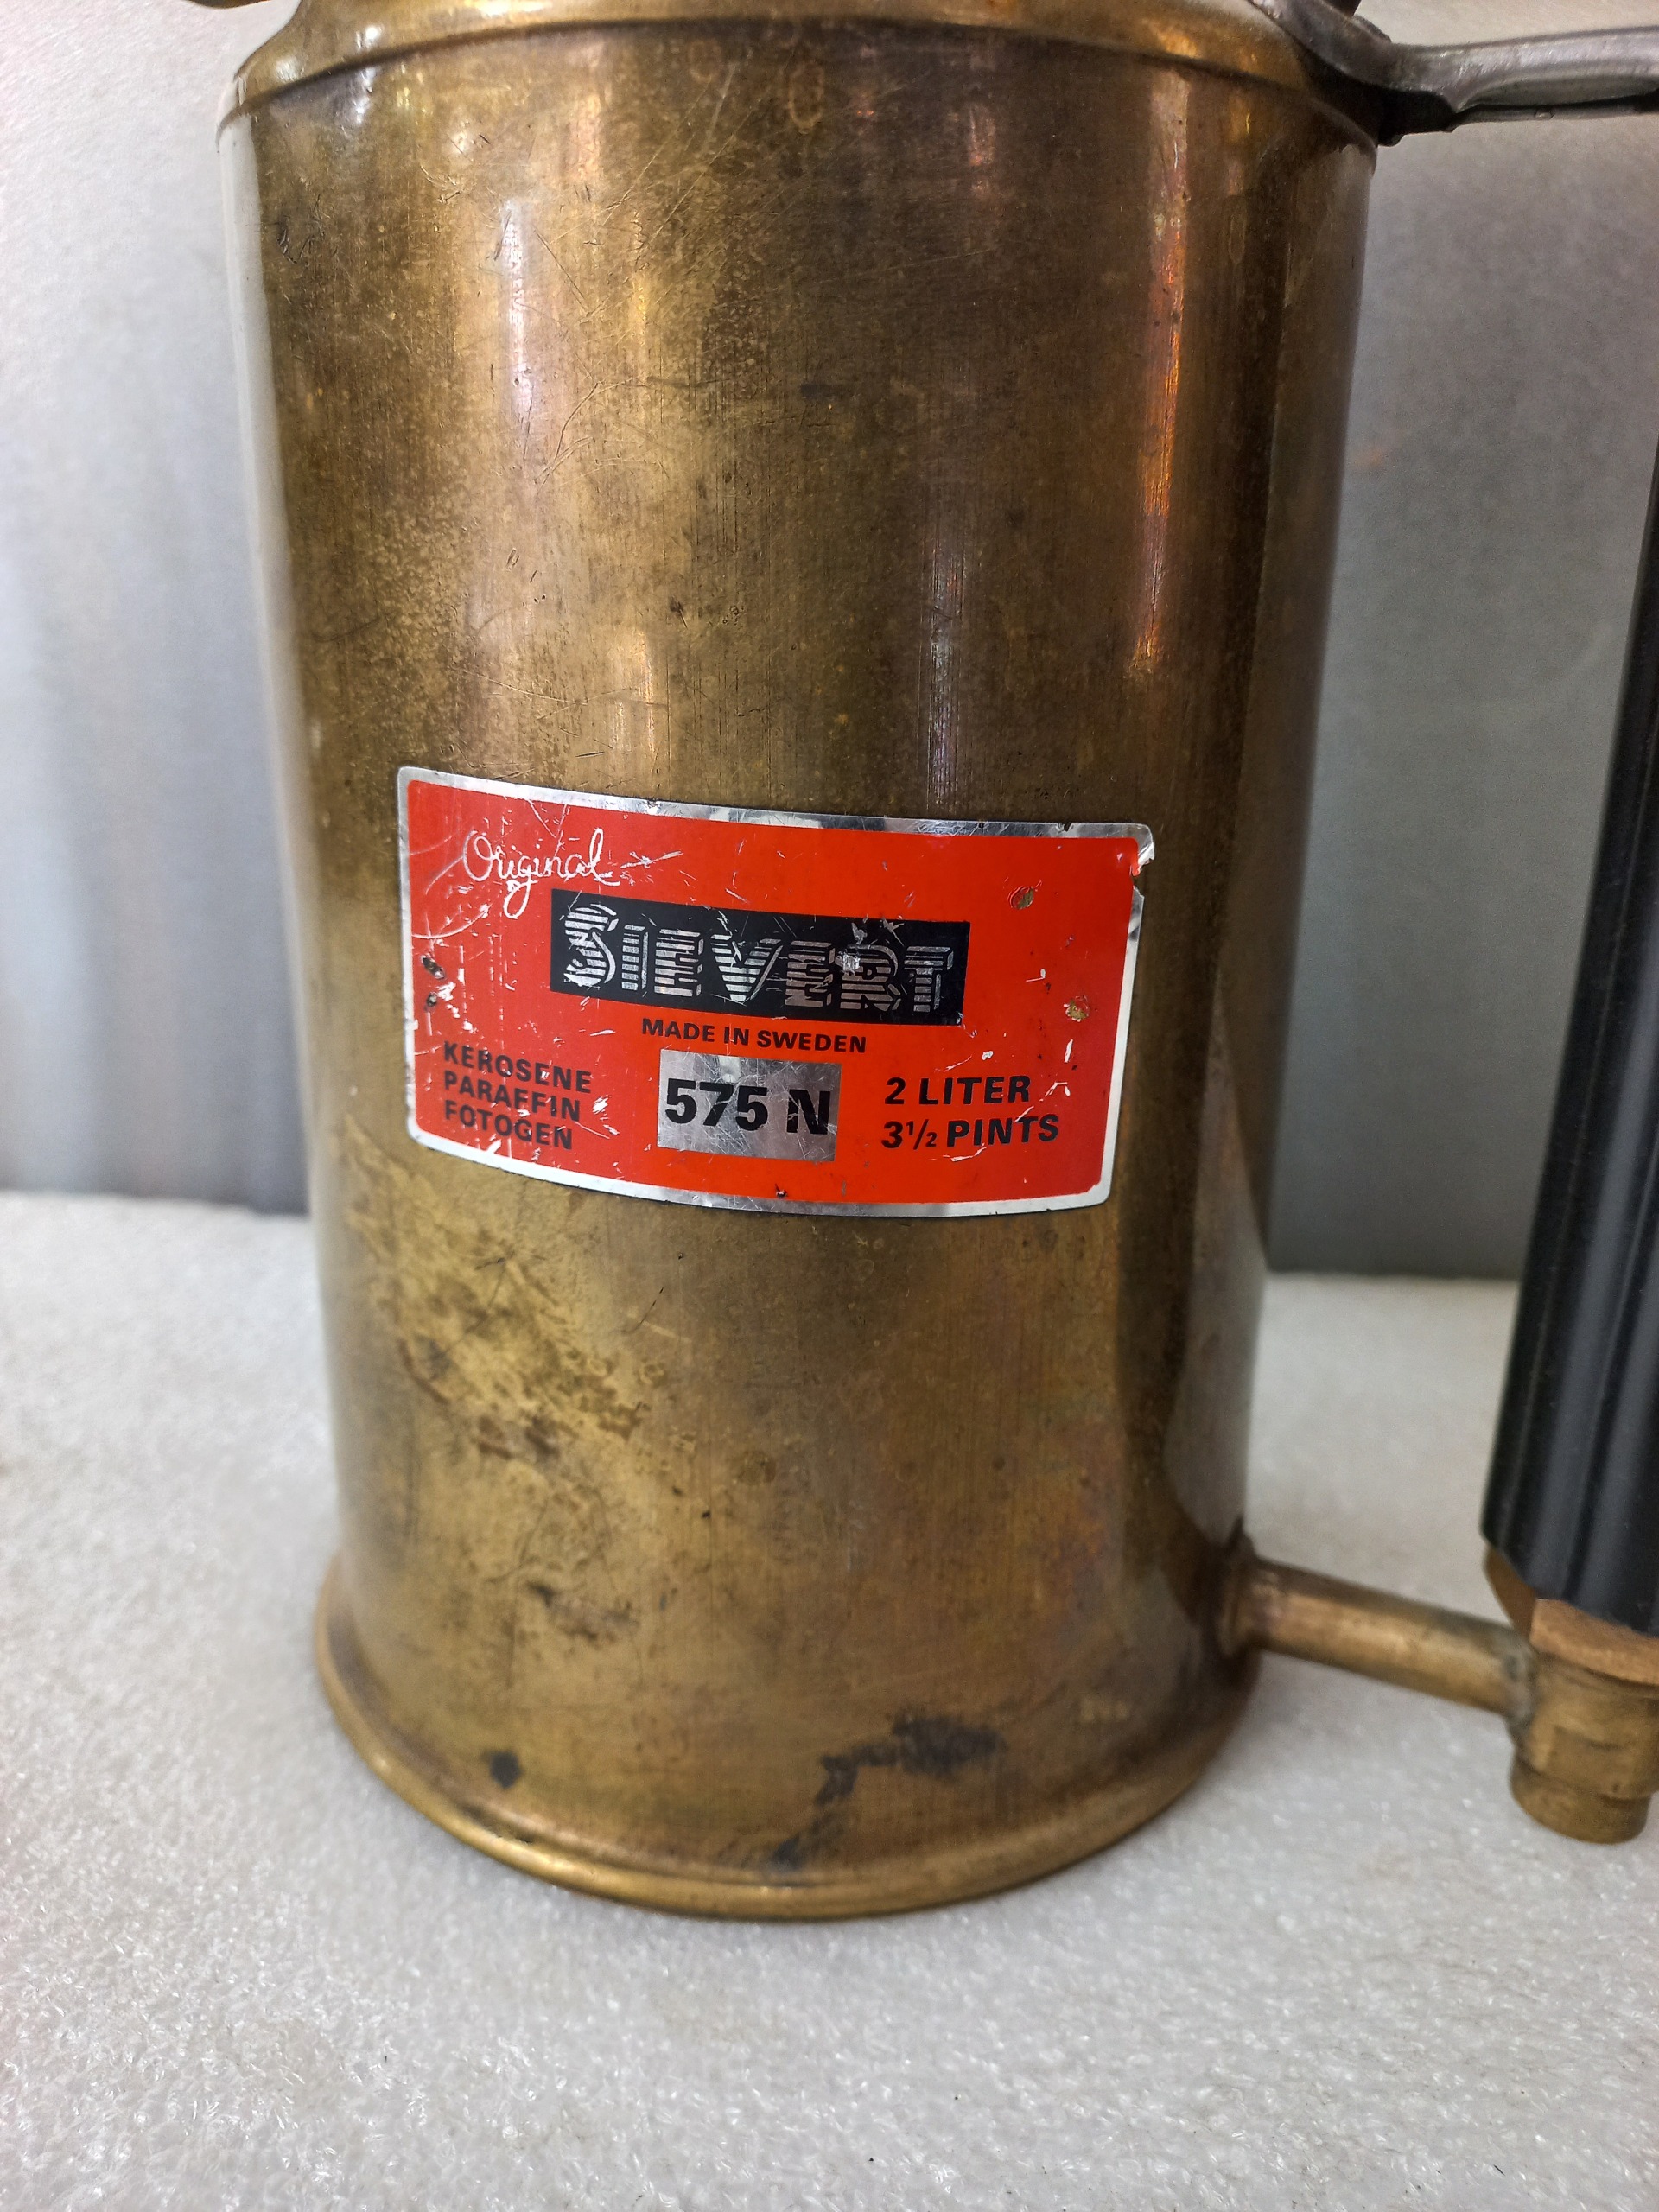 Original
SIEVERT
MADE IN SWEDEN
KEROSENE
PARAFFIN
FOTOGEN
575 N
2 LITER
3½ PINTS